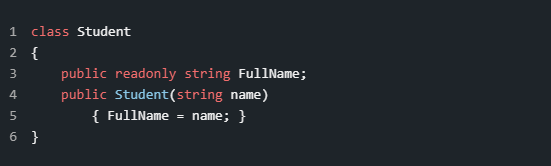 1 class Student
2 {
3     public readonly string FullName;
4     public Student(string name)
5         { FullName = name; }
6 }